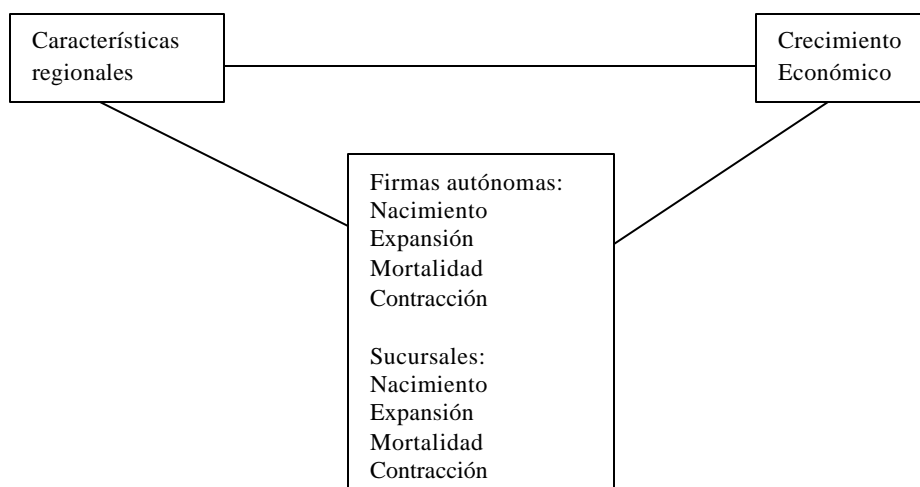 Características
regionales
Crecimiento
Económico
Firmas autónomas:
Nacimiento
Expansión
Mortalidad
Contracción
Sucursales:
Nacimiento
Expansión
Mortalidad
Contracción